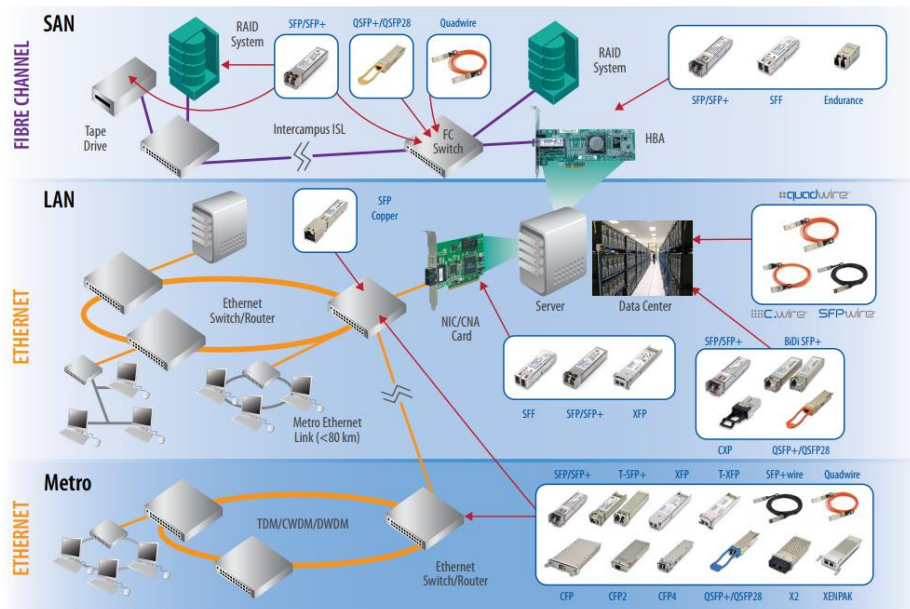 SAN
FIBRE CHANNEL
RAID
System
SFP/SFP+
QSFP+/QSFP28
Quadwire
RAID
System
SFP/SFP+
SFF
Endurance
Tape
Drive
Intercampus ISL
FC
Switch
HBA
LAN
ETHERNET
SFP
Copper
quadwire
Ethernet
Switch/Router
NIC/CNA
Card
Server
Data Center
C.wire
SFPwire
SFP/SFP+
BiDi SFP+
SFF
SFP/SFP+
XFP
CXP
QSFP+/QSFP28
Metro Ethernet
Link (<80 km)
Metro
ETHERNET
SFP/SFP+
T-SFP+
XFP
T-XFP
SFP+wire
Quadwire
TDM/CWDM/DWDM
Ethernet
Switch/Router
CFP
CFP2
CFP4
QSFP+/QSFP28
X2
XENPAK